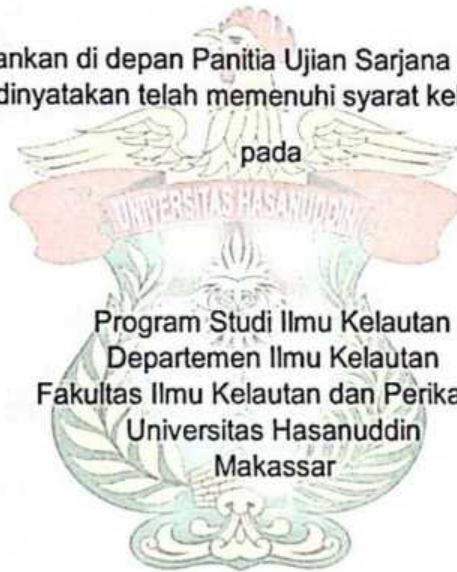 ankan di depan Panitia Ujian Sarjana
dinyatakan telah memenuhi syarat kel
pada
UNIVERSITAS HASANUDDIN
Program Studi Ilmu Kelautan
Departemen Ilmu Kelautan
Fakultas Ilmu Kelautan dan Perika
Universitas Hasanuddin
Makassar